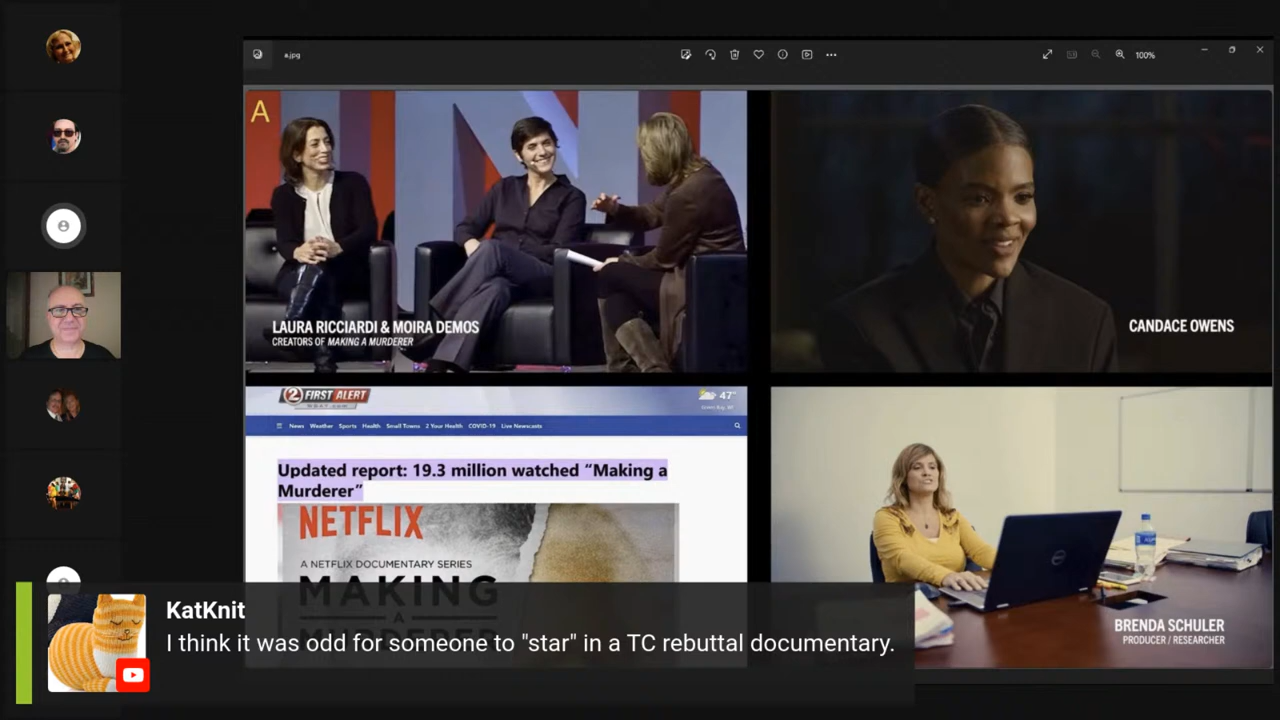 a.jpg
100%
A
LAURA RICCIARDI & MOIRA DEMOS
CREATORS OF MAKING A MURDERER
CANDACE OWENS
2 FIRST ALERT
47°
News Weather Sports Health Small Towns 2 Your Health COVID-19 Live Newscasts
Updated report: 19.3 million watched “Making a
Murderer”
NETFLIX
A NETFLIX DOCUMENTARY SERIES
MAKING
A
MURDERER
BRENDA SCHULER
PRODUCER / RESEARCHER
KatKnit
I think it was odd for someone to "star" in a TC rebuttal documentary.